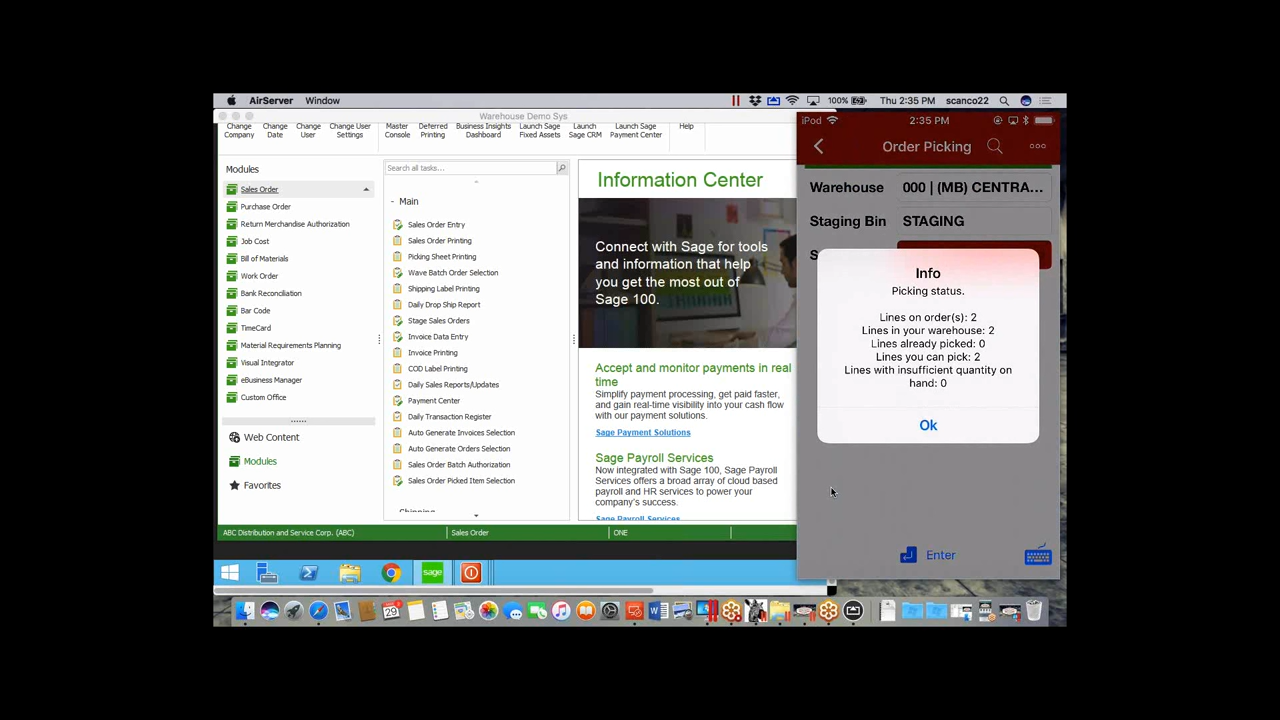 AirServer Window
100% Thu 2:35 PM scanco22
Warehouse Demo Sys
Change Company
Change Date
Change User
Change User Settings
Master Console
Deferred Printing
Business Insights Dashboard
Launch Sage Fixed Assets
Launch Sage CRM
Launch Sage Payment Center
Help
Modules
Sales Order
Purchase Order
Return Merchandise Authorization
Job Cost
Bill of Materials
Work Order
Bank Reconciliation
Bar Code
TimeCard
Material Requirements Planning
Visual Integrator
eBusiness Manager
Custom Office
Web Content
Modules
Favorites
Search all tasks...
- Main
Sales Order Entry
Sales Order Printing
Picking Sheet Printing
Wave Batch Order Selection
Shipping Label Printing
Daily Drop Ship Report
Stage Sales Orders
Invoice Data Entry
Invoice Printing
COD Label Printing
Daily Sales Reports/Updates
Payment Center
Daily Transaction Register
Auto Generate Invoices Selection
Auto Generate Orders Selection
Sales Order Batch Authorization
Sales Order Picked Item Selection
Shipping
Information Center
Connect with Sage for tools
and information that help
you get the most out of
Sage 100.
Accept and monitor payments in real
time
Simplify payment processing, get paid faster,
and gain real-time visibility into your cash flow
with our payment solutions.
Sage Payment Solutions
Sage Payroll Services
Now integrated with Sage 100, Sage Payroll
Services offers a broad array of cloud based
payroll and HR services to power your
company's success.
Sage Payroll Services
ABC Distribution and Service Corp. (ABC)
Sales Order
ONE
sage
iPod 2:35 PM
Order Picking
Warehouse 000 | (MB) CENTRA...
Staging Bin STAGING
S
Info
Picking status.
Lines on order(s): 2
Lines in your warehouse: 2
Lines already picked: 0
Lines you can pick: 2
Lines with insufficient quantity on
hand: 0
Ok
Enter
29